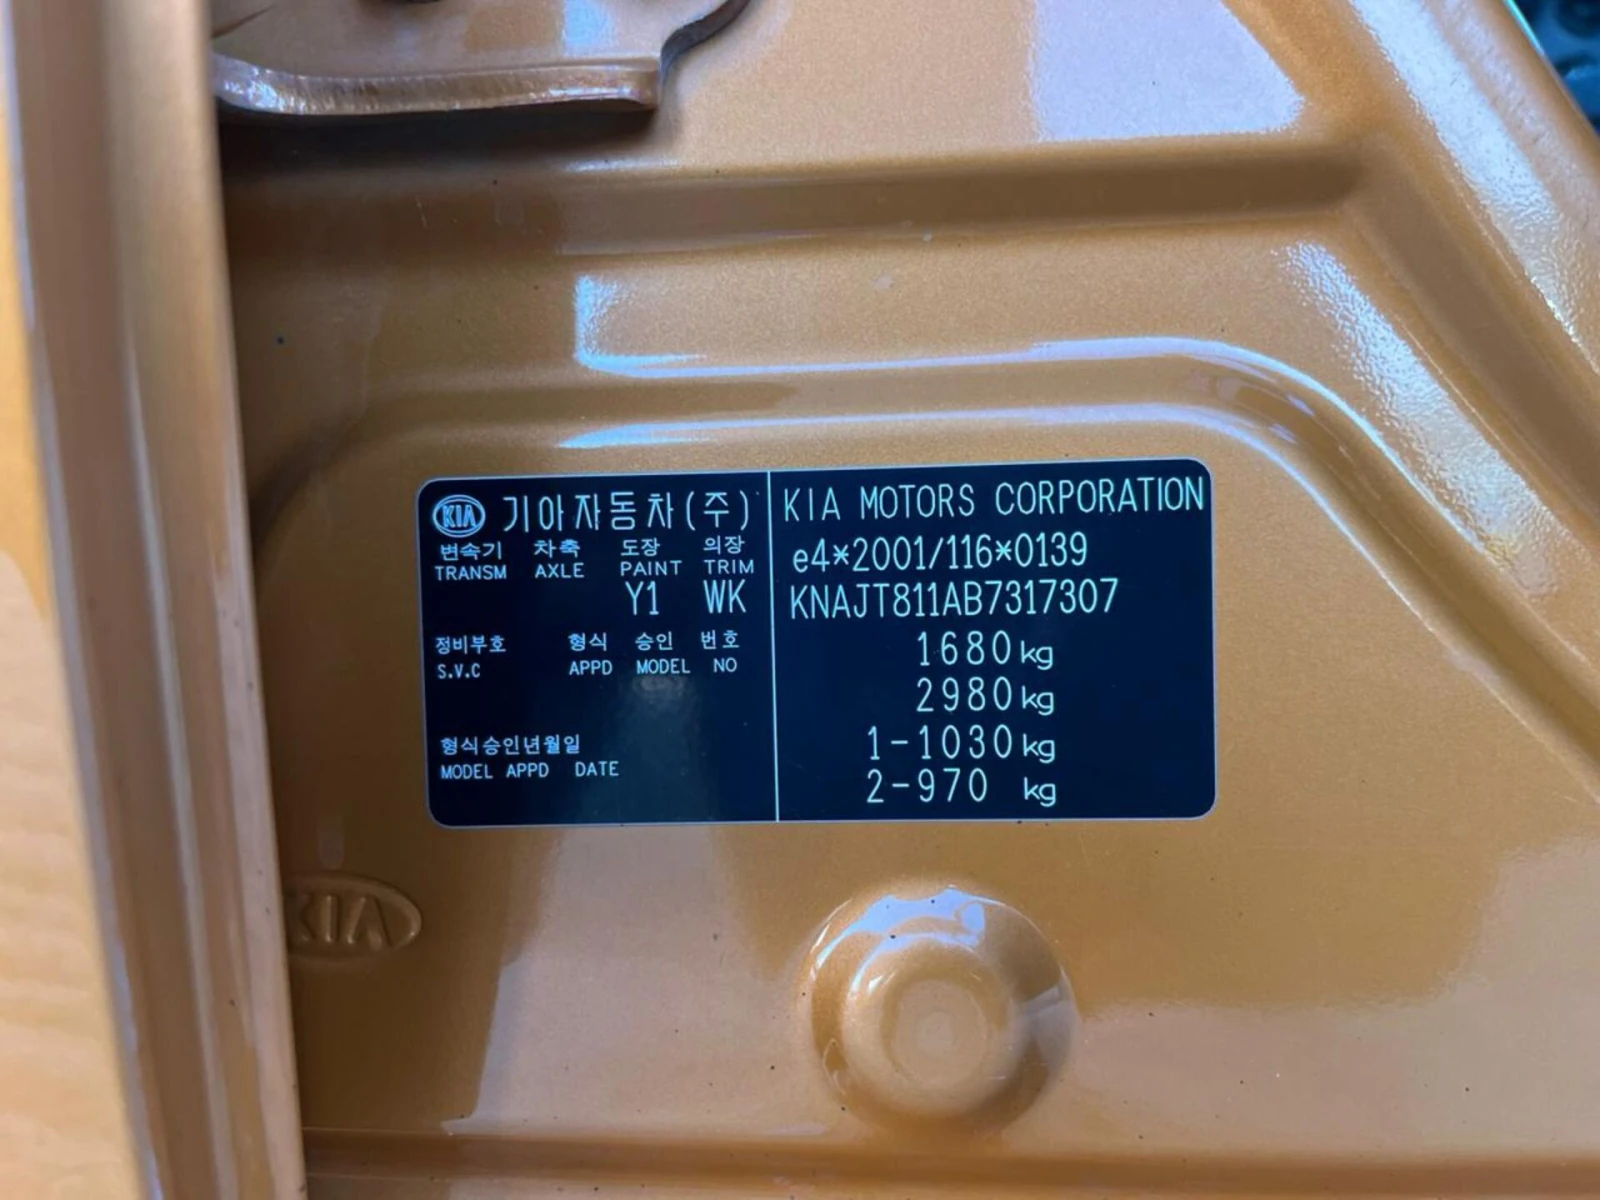 KIA 기아자동차(주)
변속기 차축 도장 의장
TRANSM AXLE PAINT TRIM
Y1 WK
정비부호 형식 승인 번호
S.V.C APPD MODEL NO
형식승인년월일
MODEL APPD DATE
KIA MOTORS CORPORATION
e4*2001/116*0139
KNAJT811AB7317307
1680kg
2980kg
1-1030kg
2-970 kg
KIA